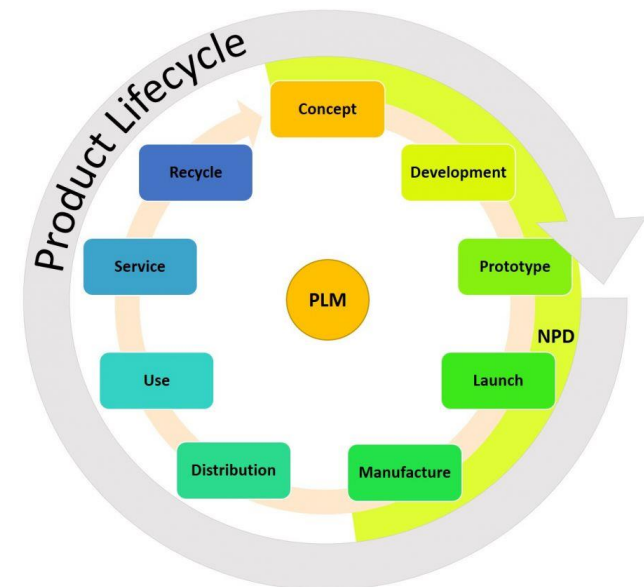 Product Lifecycle
Concept
Development
Prototype
NPD
Launch
Manufacture
Distribution
Use
Service
Recycle
PLM